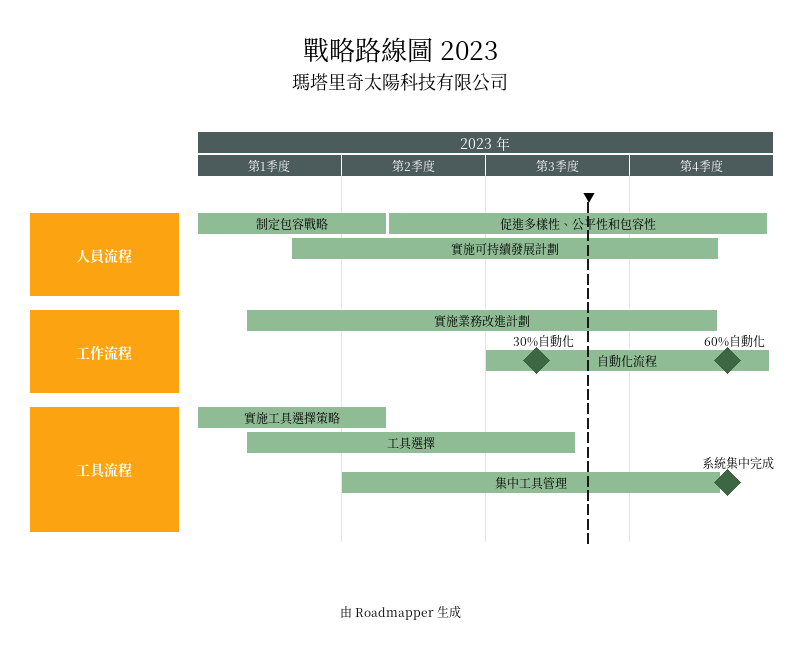 戰略路線圖 2023
瑪塔里奇太陽科技有限公司
2023 年
第1季度 第2季度 第3季度 第4季度
人員流程
制定包容戰略 促進多樣性、公平性和包容性
實施可持續發展計劃
工作流程
實施業務改進計劃
30%自動化 60%自動化
自動化流程
工具流程
實施工具選擇策略
工具選擇
系統集中完成
集中工具管理
由 Roadmapper 生成